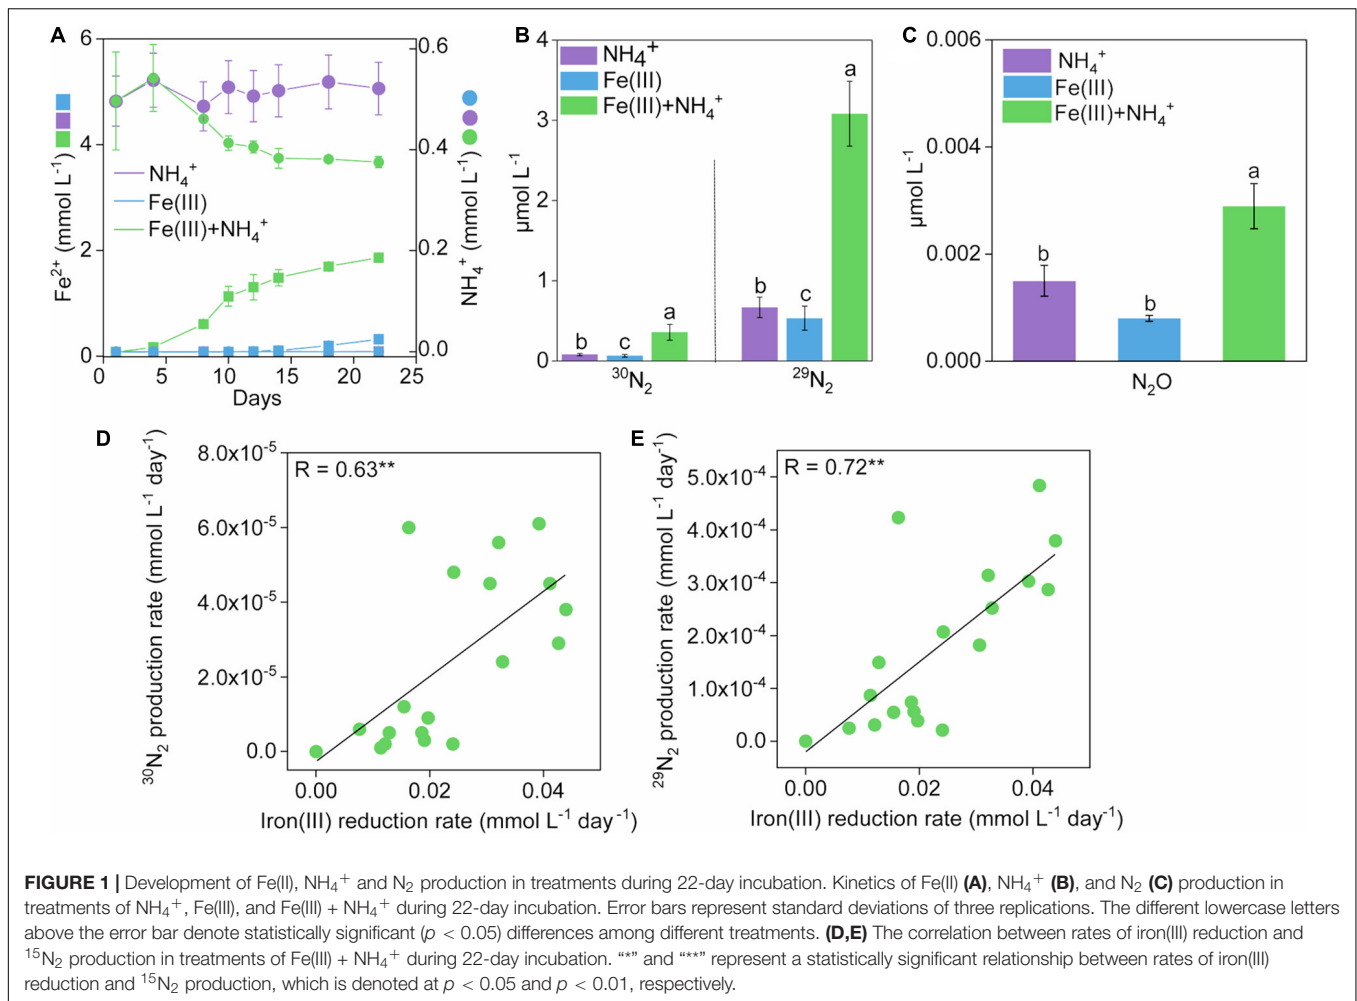 A
6
4
2
0
Fe²⁺ (mmol L⁻¹)
0.6
0.4
0.2
0.0
NH₄⁺ (mmol L⁻¹)
NH₄⁺
Fe(III)
Fe(III)+NH₄⁺
0 5 10 15 20 25
Days
B
4
3
2
1
0
µmol L⁻¹
NH₄⁺
Fe(III)
Fe(III)+NH₄⁺
b c a b c a
³⁰N₂ ²⁹N₂
C
0.006
0.004
0.002
0.000
µmol L⁻¹
NH₄⁺
Fe(III)
Fe(III)+NH₄⁺
b b a
N₂O
D
8.0x10⁻⁵
6.0x10⁻⁵
4.0x10⁻⁵
2.0x10⁻⁵
0.0
³⁰N₂ production rate (mmol L⁻¹ day⁻¹)
R = 0.63**
0.00 0.02 0.04
Iron(III) reduction rate (mmol L⁻¹ day⁻¹)
E
5.0x10⁻⁴
4.0x10⁻⁴
3.0x10⁻⁴
2.0x10⁻⁴
1.0x10⁻⁴
0.0
²⁹N₂ production rate (mmol L⁻¹ day⁻¹)
R = 0.72**
0.00 0.02 0.04
Iron(III) reduction rate (mmol L⁻¹ day⁻¹)
FIGURE 1 | Development of Fe(II), NH₄⁺ and N₂ production in treatments during 22-day incubation. Kinetics of Fe(II) (A), NH₄⁺ (B), and N₂ (C) production in
treatments of NH₄⁺, Fe(III), and Fe(III) + NH₄⁺ during 22-day incubation. Error bars represent standard deviations of three replications. The different lowercase letters
above the error bar denote statistically significant (p < 0.05) differences among different treatments. (D,E) The correlation between rates of iron(III) reduction and
¹⁵N₂ production in treatments of Fe(III) + NH₄⁺ during 22-day incubation. “*” and “**” represent a statistically significant relationship between rates of iron(III)
reduction and ¹⁵N₂ production, which is denoted at p < 0.05 and p < 0.01, respectively.